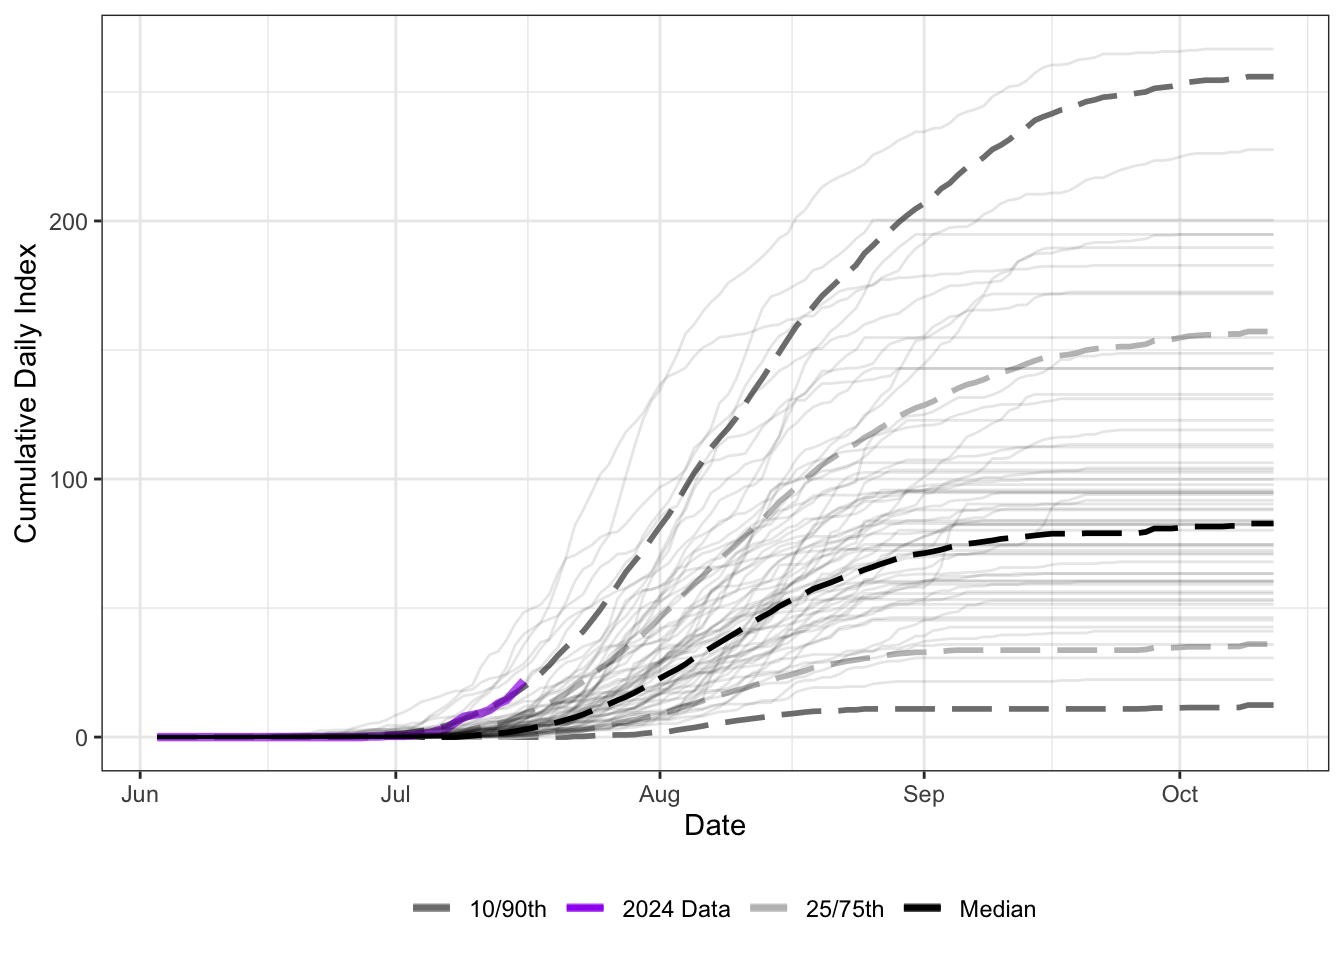 Cumulative Daily Index
200
100
0
Jun Jul Aug Sep Oct
Date
10/90th 2024 Data 25/75th Median